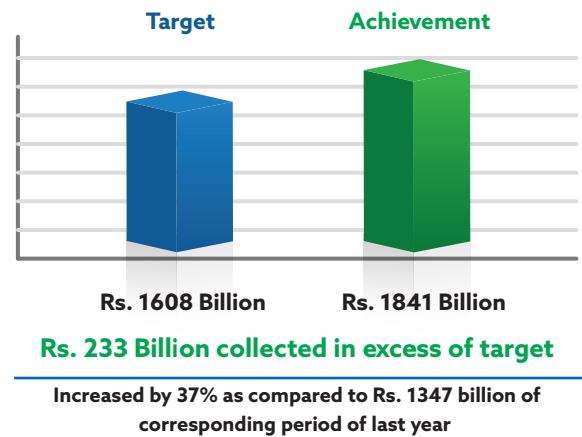 Target
Achievement
Rs. 1608 Billion
Rs. 1841 Billion
Rs. 233 Billion collected in excess of target
Increased by 37% as compared to Rs. 1347 billion of
corresponding period of last year